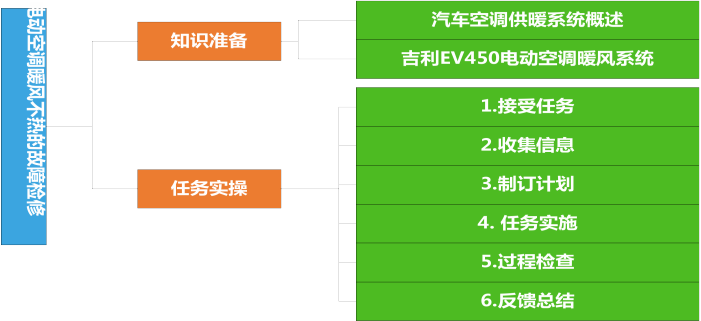 电动空调暖风不热的故障检修
知识准备
汽车空调供暖系统概述
吉利EV450电动空调暖风系统
任务实操
1.接受任务
2.收集信息
3.制订计划
4. 任务实施
5.过程检查
6.反馈总结